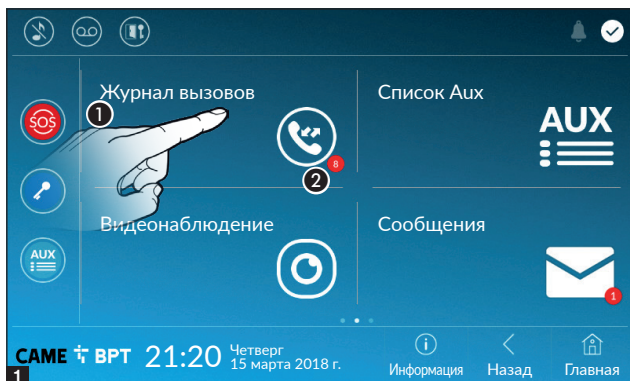 SOS
AUX
Журнал вызовов
1
8
2
Список Aux
AUX
Видеонаблюдение
Сообщения
1
CAME BPT
21:20
Четверг
15 марта 2018 г.
Информация
Назад
Главная
1